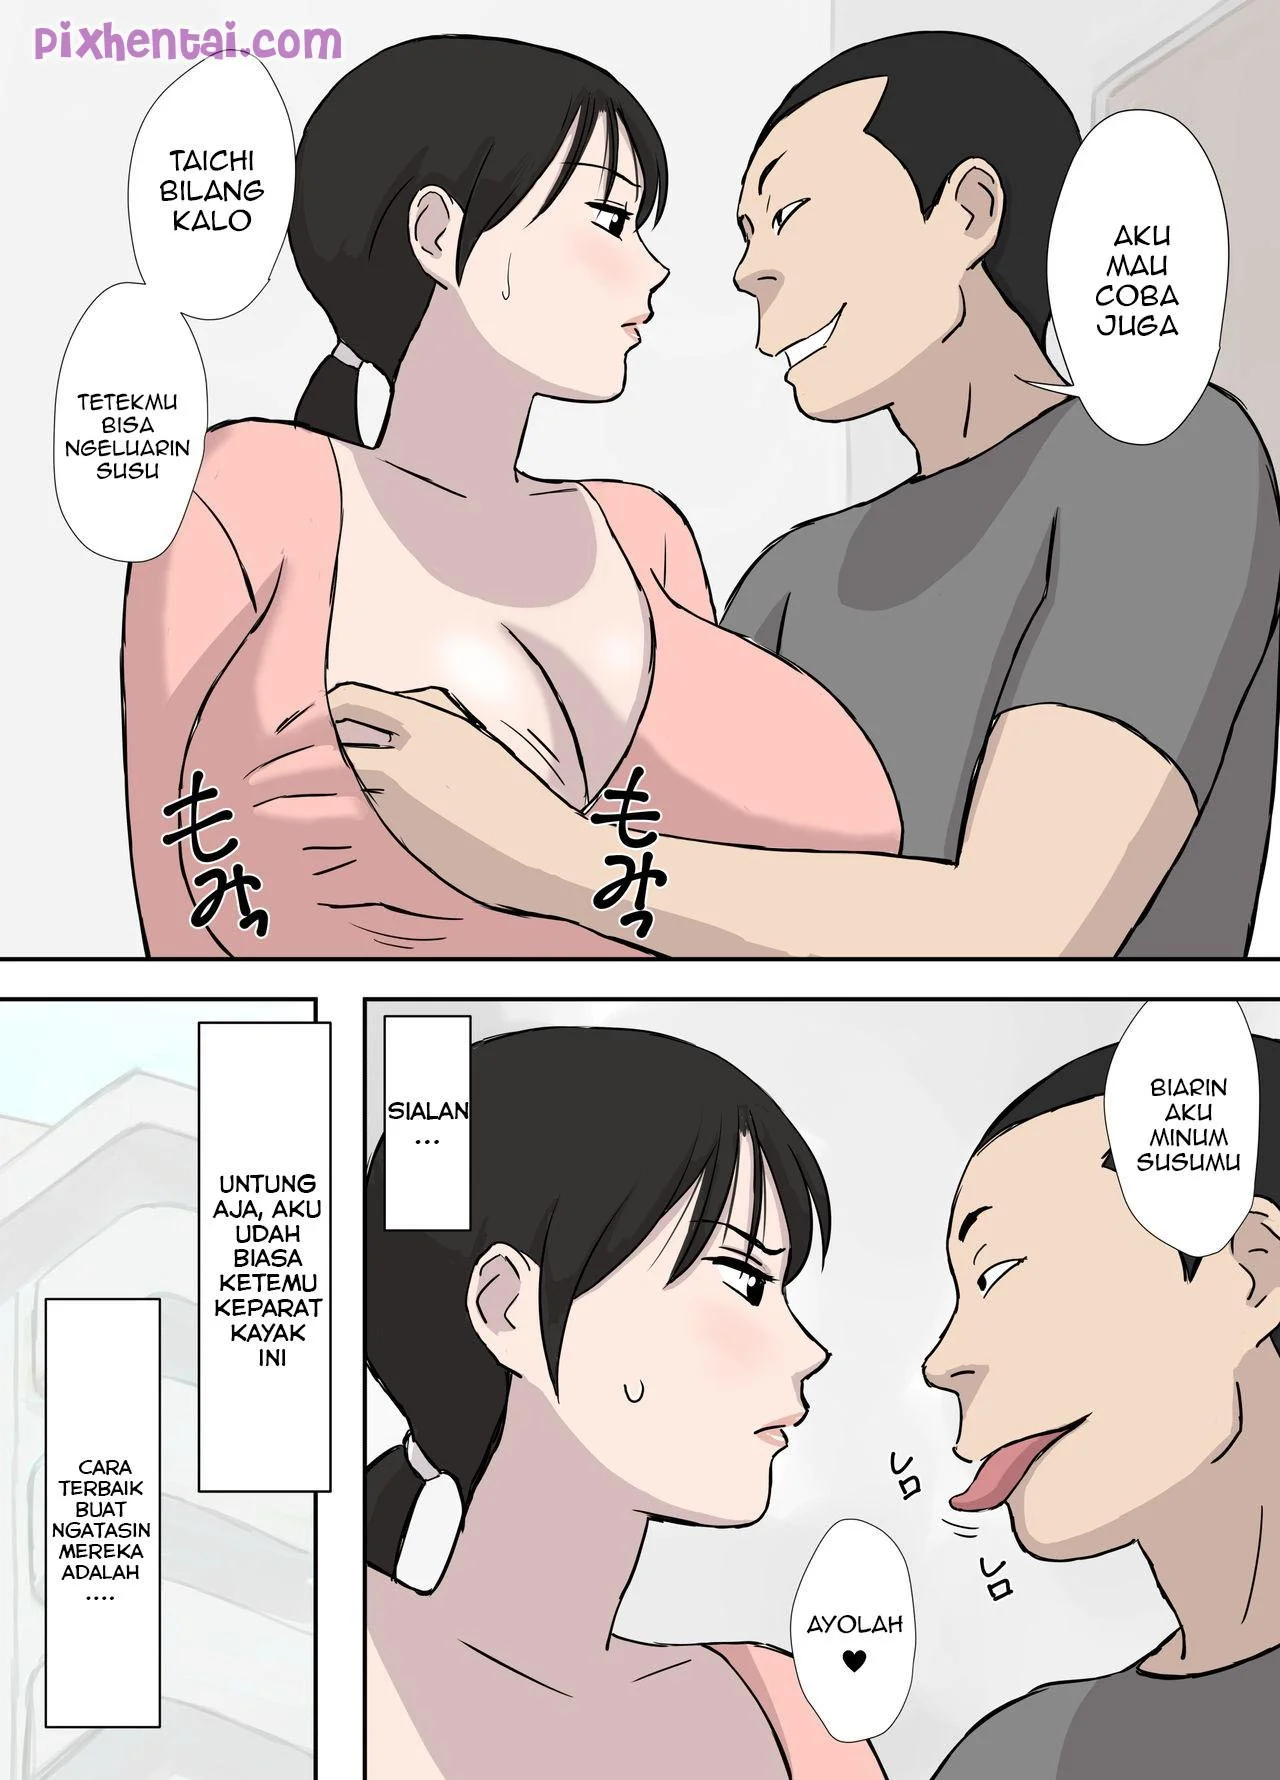 pixhentai.com
AKU
MAU
COBA
JUGA
TAICHI
BILANG
KALO
TETEKMU
BISA
NGELUARIN
SUSU
もみっ
もみっ
BIARIN
AKU
MINUM
SUSUMU
SIALAN
...
レロ
レロ
AYOLAH
♥
UNTUNG
AJA, AKU
UDAH
BIASA
KETEMU
KEPARAT
KAYAK
INI
CARA
TERBAIK
BUAT
NGATASIN
MEREKA
ADALAH
....